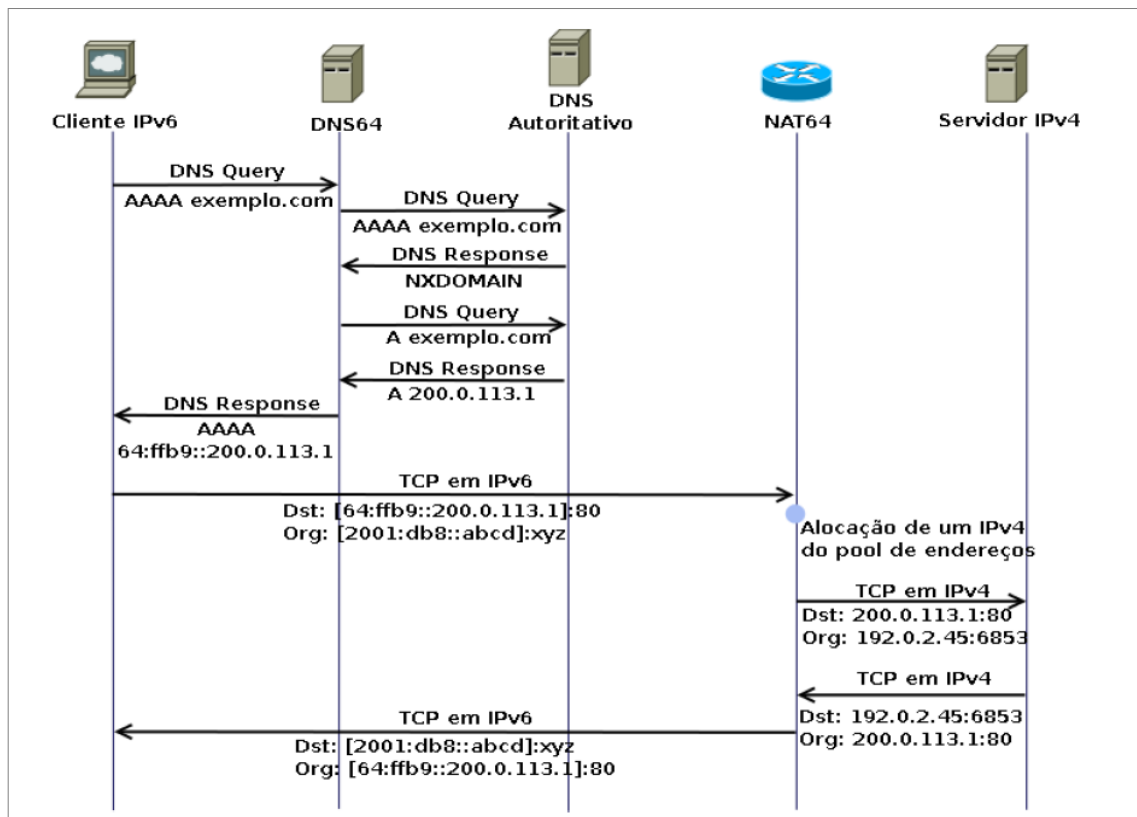 Cliente IPv6
DNS64
DNS
Autoritativo
NAT64
Servidor IPv4
DNS Query
AAAA exemplo.com
DNS Query
AAAA exemplo.com
DNS Response
NXDOMAIN
DNS Query
A exemplo.com
DNS Response
A 200.0.113.1
DNS Response
AAAA
64:ffb9::200.0.113.1
TCP em IPv6
Dst: [64:ffb9::200.0.113.1]:80
Org: [2001:db8::abcd]:xyz
Alocação de um IPv4
do pool de endereços
TCP em IPv4
Dst: 200.0.113.1:80
Org: 192.0.2.45:6853
TCP em IPv4
Dst: 192.0.2.45:6853
Org: 200.0.113.1:80
TCP em IPv6
Dst: [2001:db8::abcd]:xyz
Org: [64:ffb9::200.0.113.1]:80